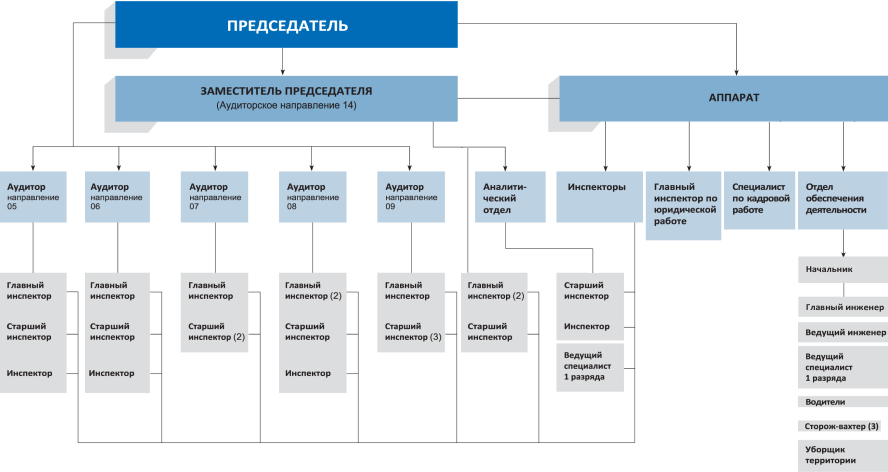 ПРЕДСЕДАТЕЛЬ
ЗАМЕСТИТЕЛЬ ПРЕДСЕДАТЕЛЯ
(Аудиторское направление 14)
АППАРАТ
Аудитор
направление
05
Аудитор
направление
06
Аудитор
направление
07
Аудитор
направление
08
Аудитор
направление
09
Аналити-
ческий
отдел
Инспекторы
Главный
инспектор по
юридической
работе
Специалист
по кадровой
работе
Отдел
обеспечения
деятельности
Главный
инспектор
Старший
инспектор
Инспектор
Главный
инспектор
Старший
инспектор
Инспектор
Главный
инспектор
Старший
инспектор (2)
Главный
инспектор (2)
Старший
инспектор
Инспектор
Главный
инспектор
Старший
инспектор (3)
Главный
инспектор (2)
Старший
инспектор
Старший
инспектор
Инспектор
Ведущий
специалист
1 разряда
Начальник
Главный инженер
Ведущий инженер
Ведущий
специалист
1 разряда
Водители
Сторож-вахтер (3)
Уборщик
территории